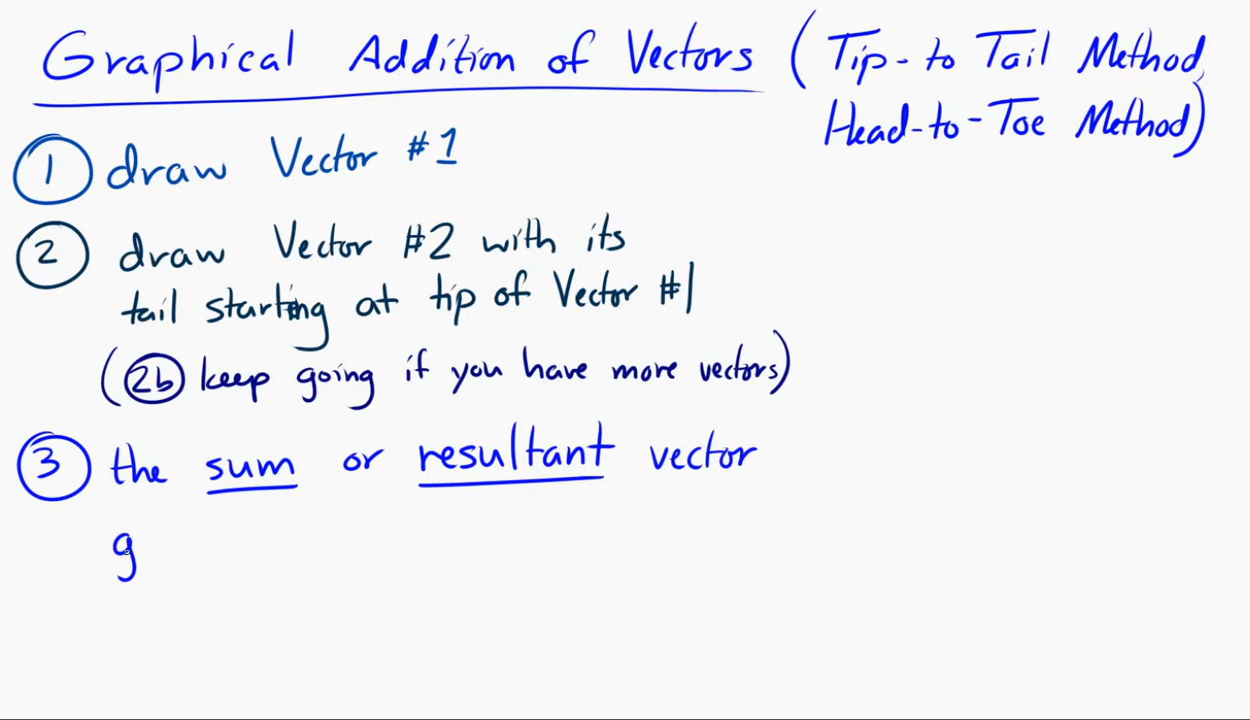 Graphical Addition of Vectors (Tip-to Tail Method,
Head-to-Toe Method)
1 draw Vector #1
2 draw Vector #2 with its
tail starting at tip of Vector #1
(2b keep going if you have more vectors)
3 the sum or resultant vector
g